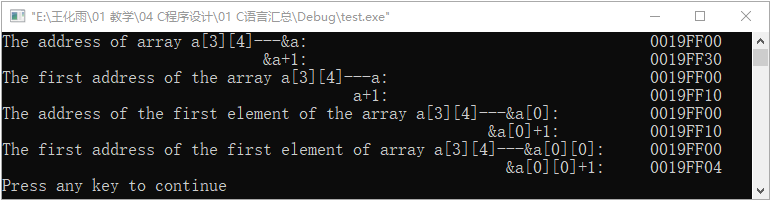 "E:\王化雨\01 教学\04 C程序设计\01 C语言汇总\Debug\test.exe"
The address of array a[3][4]---&a: 0019FF00
&a+1: 0019FF30
The first address of the array a[3][4]---a: 0019FF00
a+1: 0019FF10
The address of the first element of the array a[3][4]---&a[0]: 0019FF00
&a[0]+1: 0019FF10
The first address of the first element of array a[3][4]---&a[0][0]: 0019FF00
&a[0][0]+1: 0019FF04
Press any key to continue